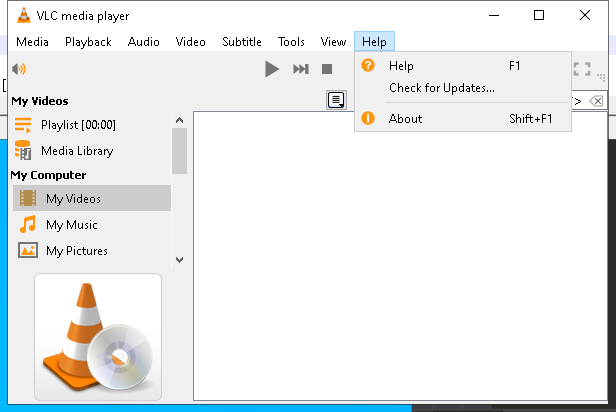 VLC media player
Media Playback Audio Video Subtitle Tools View Help
Help F1
Check for Updates...
About Shift+F1
My Videos
Playlist [00:00]
Media Library
My Computer
My Videos
My Music
My Pictures